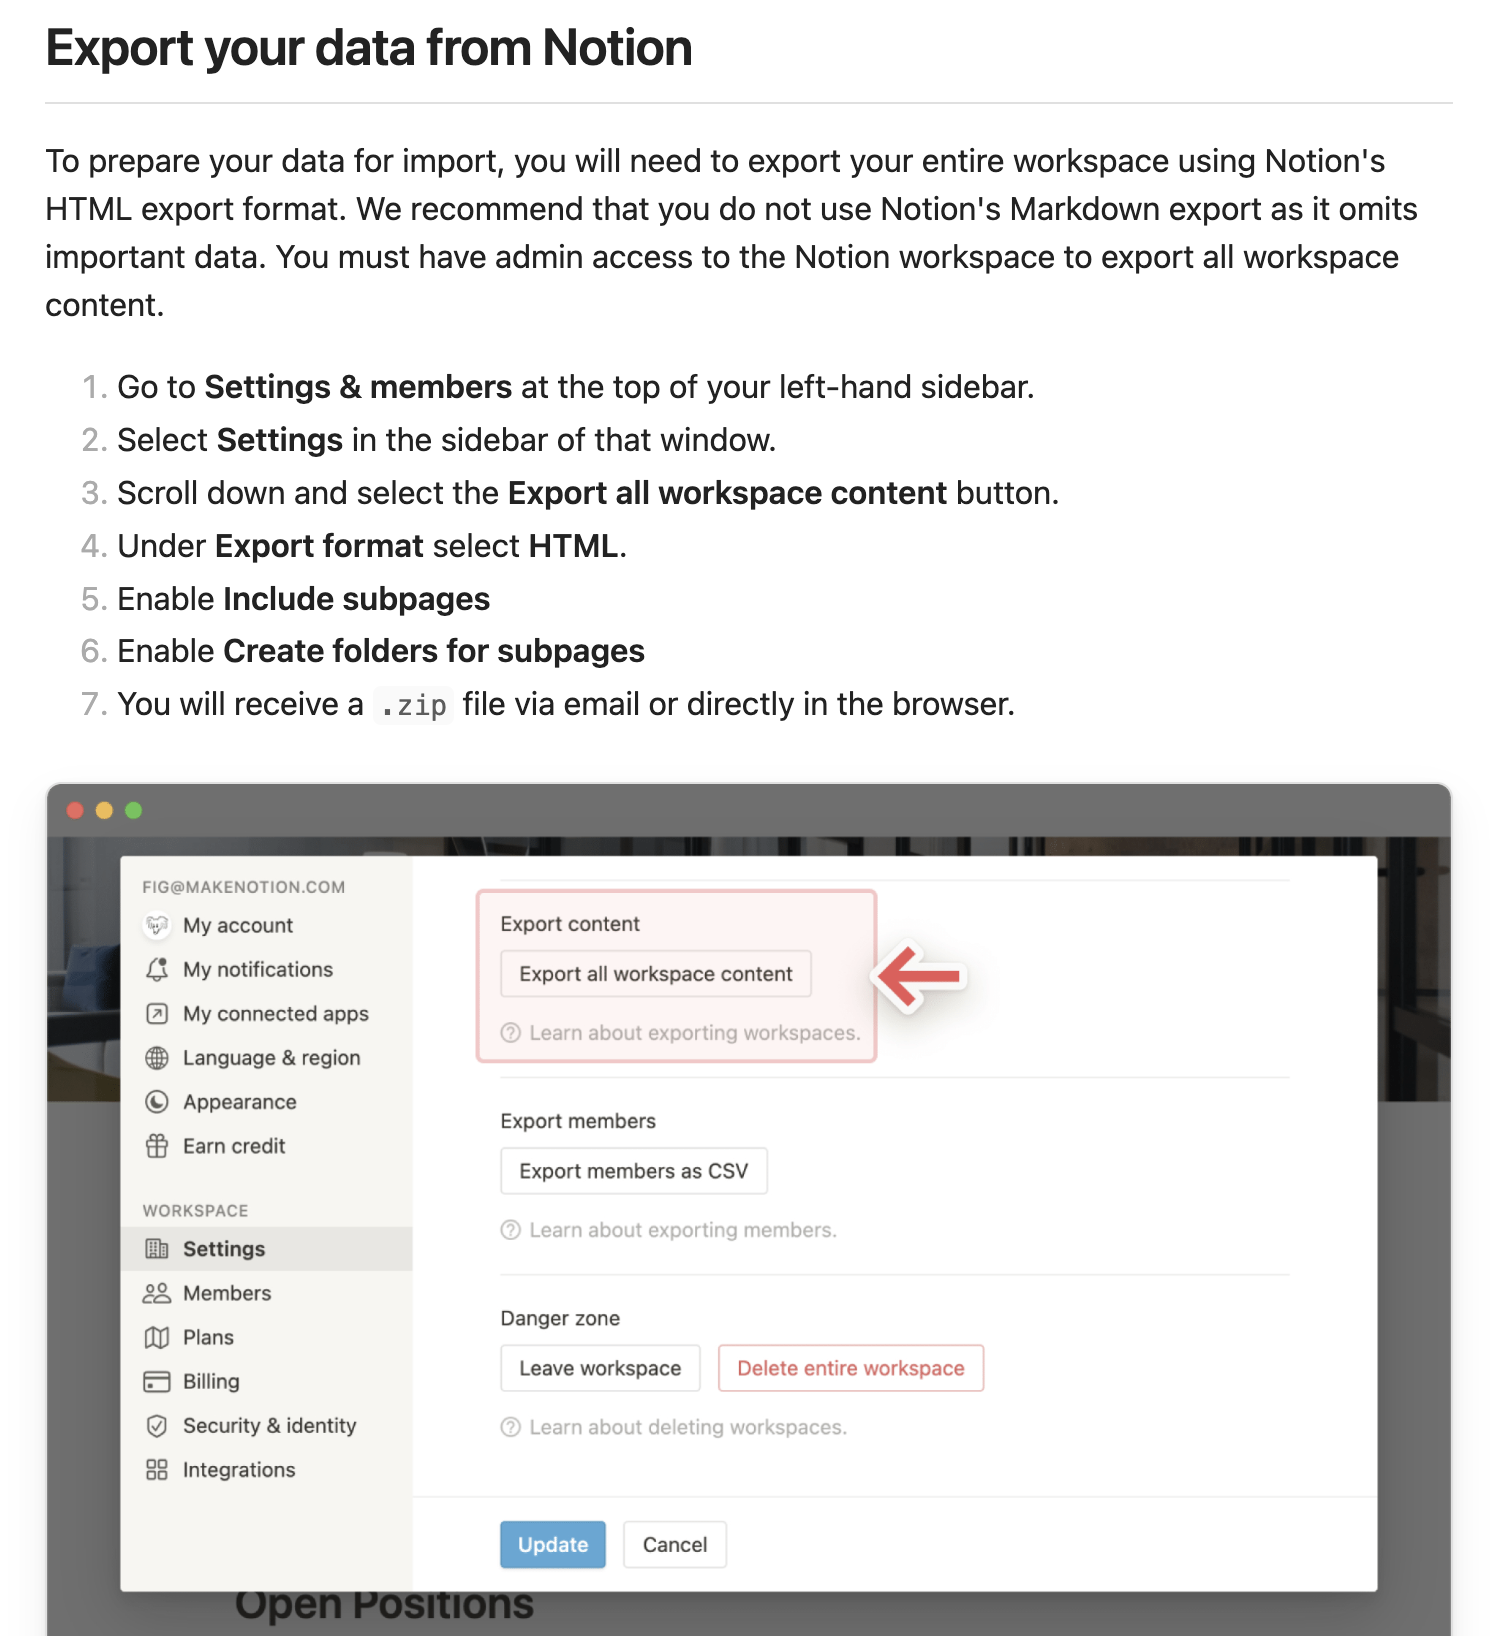 Export your data from Notion
To prepare your data for import, you will need to export your entire workspace using Notion's
HTML export format. We recommend that you do not use Notion's Markdown export as it omits
important data. You must have admin access to the Notion workspace to export all workspace
content.
1. Go to Settings & members at the top of your left-hand sidebar.
2. Select Settings in the sidebar of that window.
3. Scroll down and select the Export all workspace content button.
4. Under Export format select HTML.
5. Enable Include subpages
6. Enable Create folders for subpages
7. You will receive a .zip file via email or directly in the browser.
FIG@MAKENOTION.COM
My account
My notifications
My connected apps
Language & region
Appearance
Earn credit
WORKSPACE
Settings
Members
Plans
Billing
Security & identity
Integrations
Export content
Export all workspace content
Learn about exporting workspaces.
Export members
Export members as CSV
Learn about exporting members.
Danger zone
Leave workspace Delete entire workspace
Learn about deleting workspaces.
Update Cancel
Open Positions